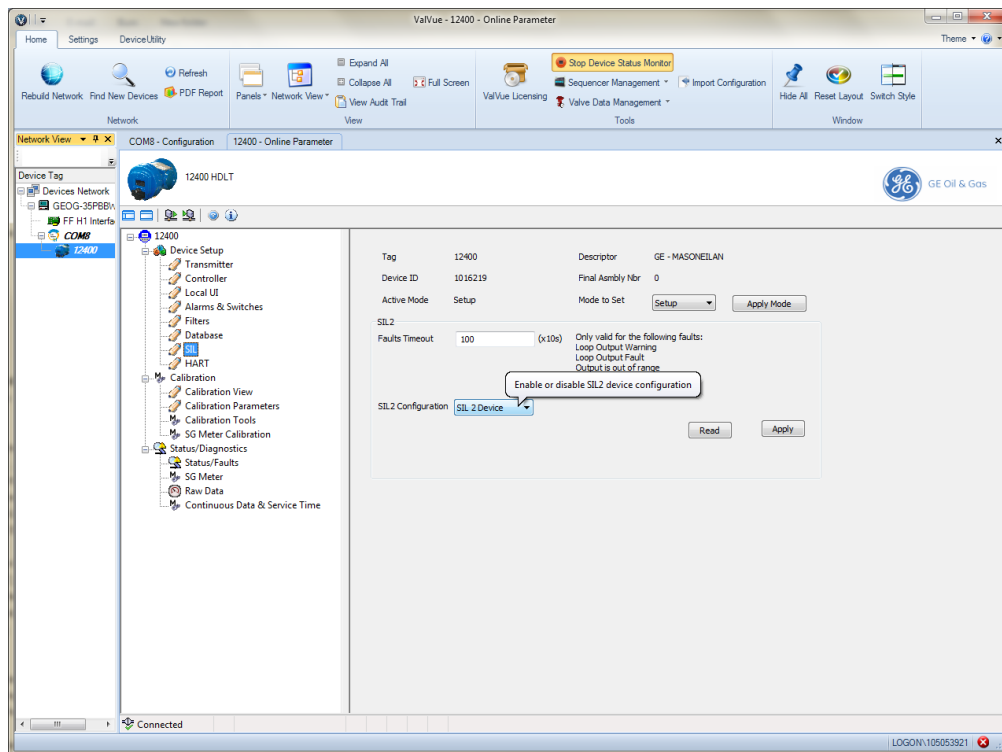 ValVue - 12400 - Online Parameter
Home Settings DeviceUtility Theme
Rebuild Network Find New Devices Refresh PDF Report
Network
Panels Network View Expand All Collapse All Full Screen View Audit Trail
View
ValVue Licensing Stop Device Status Monitor Sequencer Management Import Configuration Valve Data Management
Tools
Hide All Reset Layout Switch Style
Window
Network View
Device Tag
Devices Network
GEOG-35PBBW
FF H1 Interfa
COM8
12400
COM8 - Configuration 12400 - Online Parameter
12400 HDLT
GE Oil & Gas
12400
Device Setup
Transmitter
Controller
Local UI
Alarms & Switches
Filters
Database
SIL
HART
Calibration
Calibration View
Calibration Parameters
Calibration Tools
SG Meter Calibration
Status/Diagnostics
Status/Faults
SG Meter
Raw Data
Continuous Data & Service Time
Tag 12400 Descriptor GE - MASONEILAN
Device ID 1016219 Final Asmbly Nbr 0
Active Mode Setup Mode to Set Setup Apply Mode
SIL2
Faults Timeout 100 (x10s) Only valid for the following faults:
Loop Output Warning
Loop Output Fault
Output is out of range
Enable or disable SIL2 device configuration
SIL2 Configuration SIL 2 Device
Read Apply
Connected
LOGON\105053921